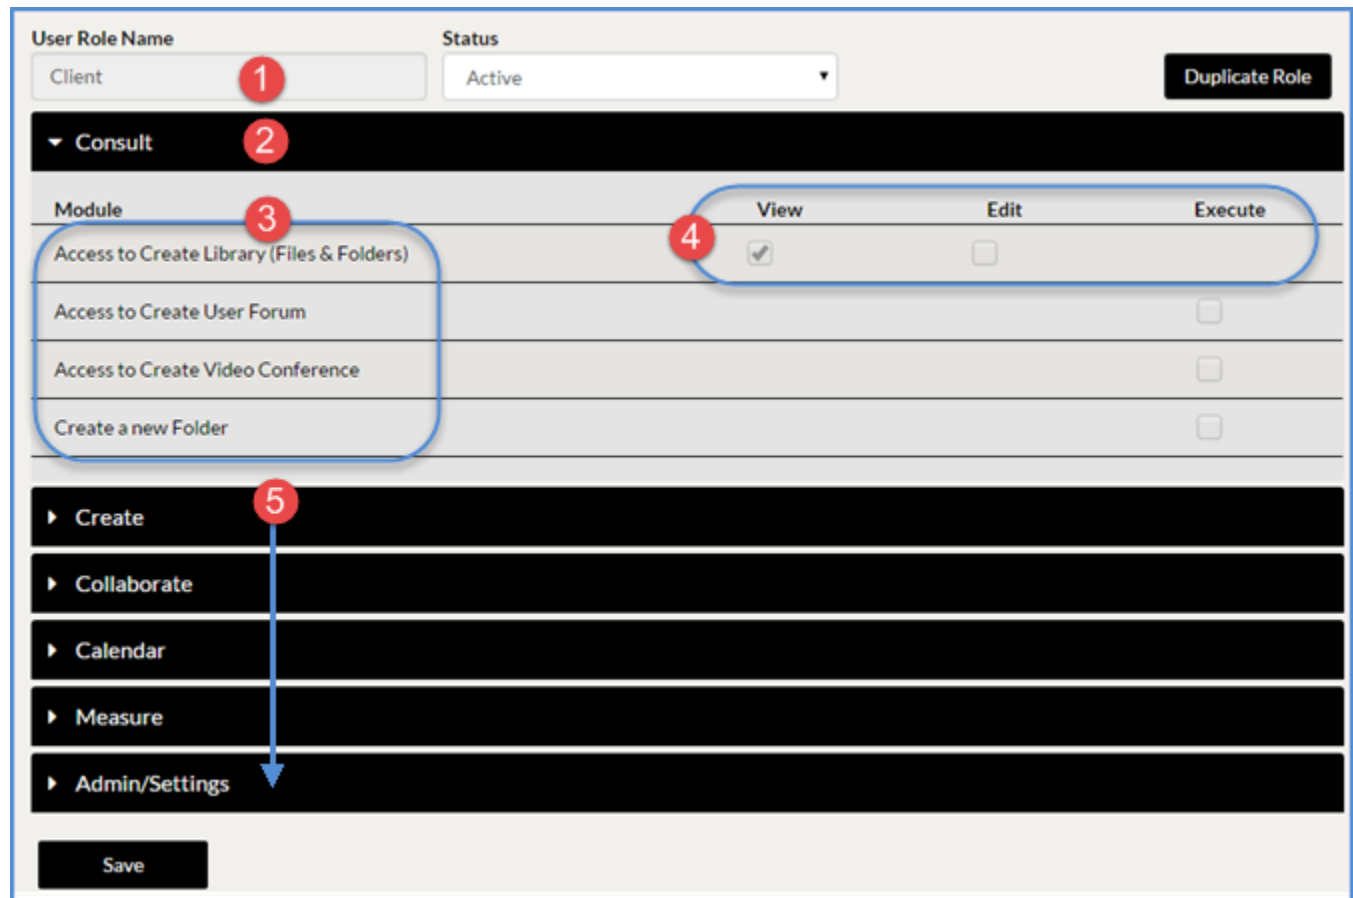 User Role Name Status
Client 1 Active Duplicate Role
Consult 2
Module 3 View Edit Execute
4
Access to Create Library (Files & Folders)
Access to Create User Forum
Access to Create Video Conference
Create a new Folder
5
Create
Collaborate
Calendar
Measure
Admin/Settings
Save